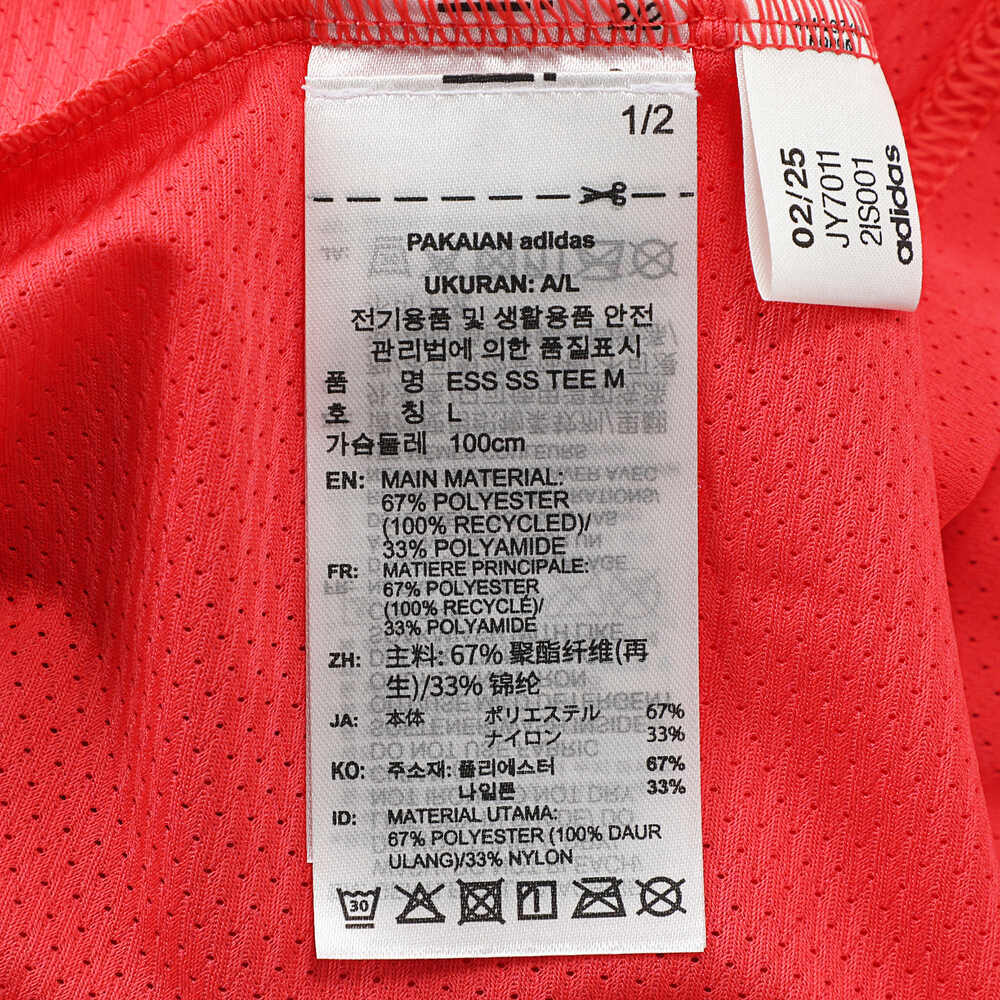 2/2
1/2
PAKAIAN adidas
UKURAN: A/L
전기용품 및 생활용품 안전
관리법에 의한 품질표시
품 명 ESS SS TEE M
호 칭 L
가슴둘레 100cm
EN: MAIN MATERIAL:
67% POLYESTER
(100% RECYCLED)/
33% POLYAMIDE
FR: MATIERE PRINCIPALE:
67% POLYESTER
(100% RECYCLÉ)/
33% POLYAMIDE
ZH: 主料: 67% 聚酯纤维(再
生)/33% 锦纶
JA: 本体 ポリエステル 67%
ナイロン 33%
KO: 주소재: 폴리에스터 67%
나일론 33%
ID: MATERIAL UTAMA:
67% POLYESTER (100% DAUR
ULANG)/33% NYLON
30
02/25
JY7011
2IS001
adidas